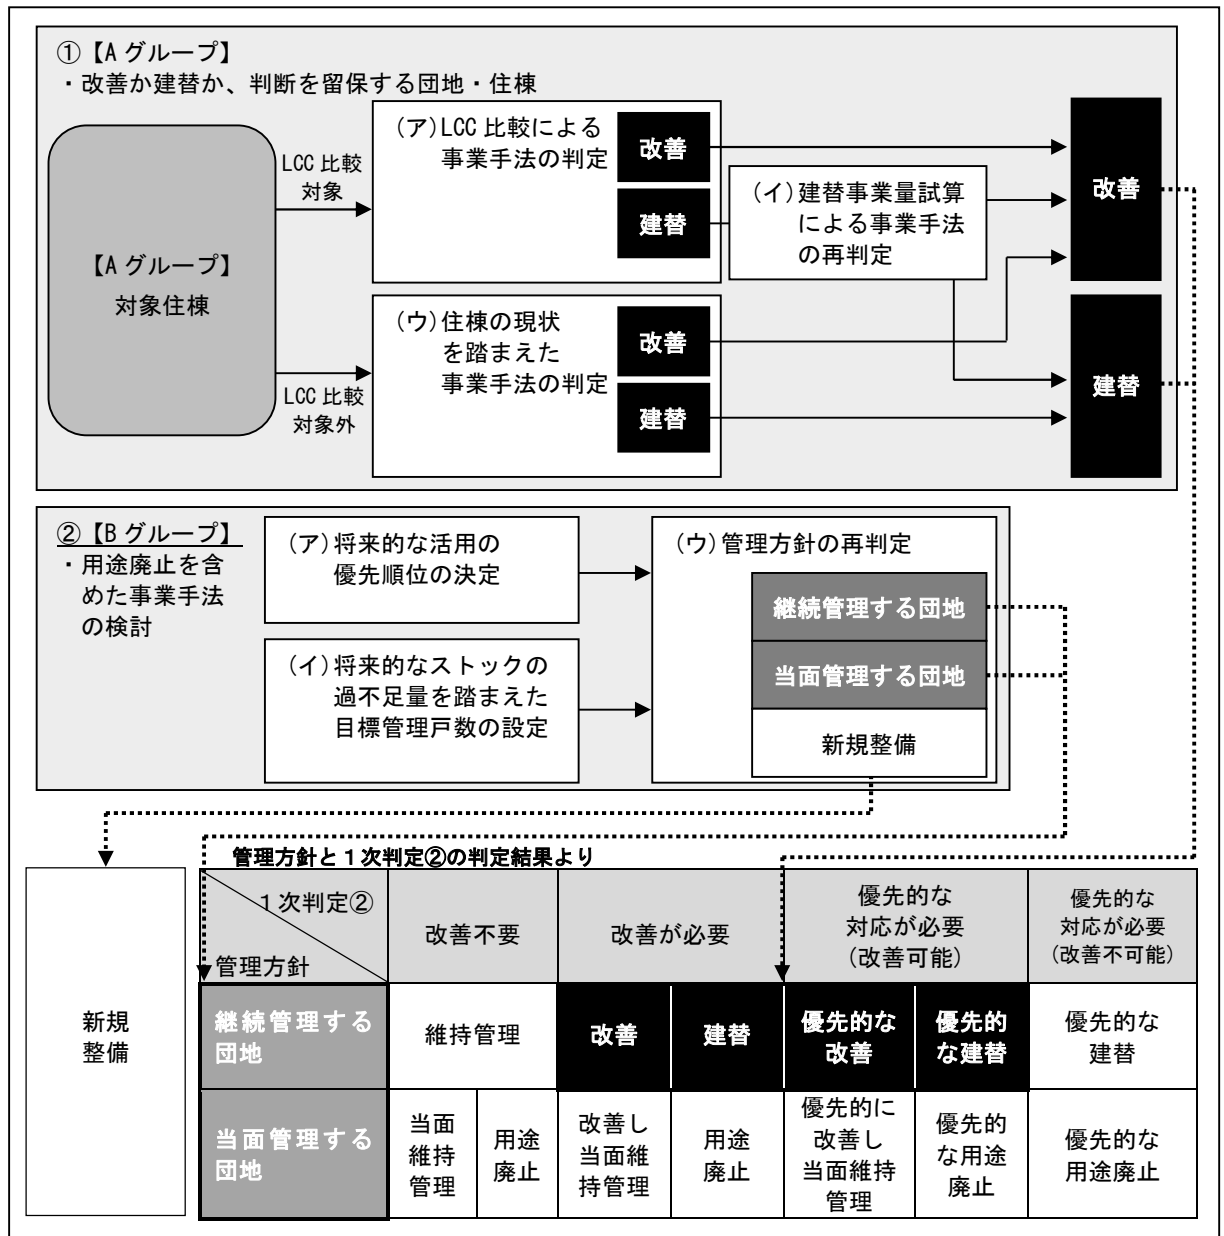 ①【Aグループ】
・改善か建替か、判断を留保する団地・住棟
【Aグループ】
対象住棟
LCC 比較
対象
LCC 比較
対象外
(ア)LCC 比較による
事業手法の判定
改善
建替
(イ)建替事業量試算
による事業手法
の再判定
(ウ)住棟の現状
を踏まえた
事業手法の判定
改善
建替
改善
建替
②【Bグループ】
・用途廃止を含
めた事業手法
の検討
(ア)将来的な活用の
優先順位の決定
(イ)将来的なストックの
過不足量を踏まえた
目標管理戸数の設定
(ウ)管理方針の再判定
継続管理する団地
当面管理する団地
新規整備
管理方針と1次判定②の判定結果より
新規
整備
1次判定②
管理方針
改善不要
改善が必要
優先的な
対応が必要
(改善可能)
優先的な
対応が必要
(改善不可能)
継続管理する
団地
維持管理
改善
建替
優先的な
改善
優先的
な建替
優先的な
建替
当面管理する
団地
当面
維持
管理
用途
廃止
改善し
当面維
持管理
用途
廃止
優先的に
改善し
当面維持
管理
優先的
な用途
廃止
優先的な
用途廃止